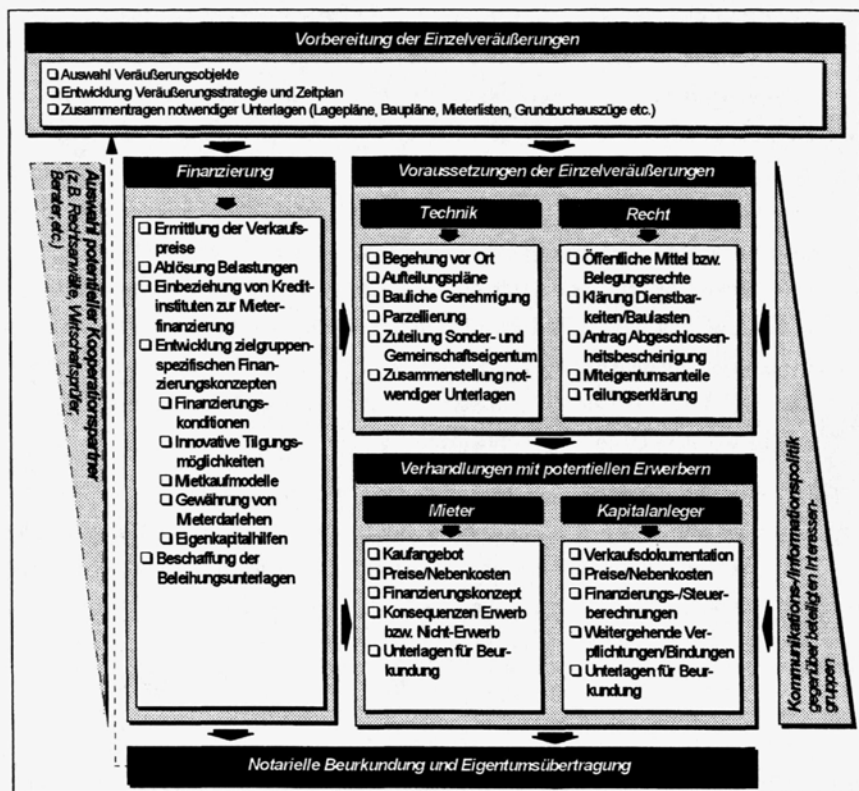 Vorbereitung der Einzelveräußerungen
❑ Auswahl Veräußerungsobjekte
❑ Entwicklung Veräußerungsstrategie und Zeitplan
❑ Zusammentragen notwendiger Unterlagen (Lagepläne, Baupläne, Mieterlisten, Grundbuchauszüge etc.)
Auswahl potentieller Kooperationspartner
(z.B. Rechtsanwälte, Wirtschaftsprüfer,
Berater,etc.)
Finanzierung
❑ Ermittlung der Verkaufs-
preise
❑ Ablösung Belastungen
❑ Einbeziehung von Kredit-
instituten zur Mieter-
finanzierung
❑ Entwicklung zielgruppen-
spezifischen Finan-
zierungskonzepten
❑ Finanzierungs-
konditionen
❑ Innovative Tilgungs-
möglichkeiten
❑ Mietkaufmodelle
❑ Gewährung von
Mieterdarlehen
❑ Eigenkapitalhilfen
❑ Beschaffung der
Beleihungsunterlagen
Voraussetzungen der Einzelveräußerungen
Technik
❑ Begehung vor Ort
❑ Aufteilungspläne
❑ Bauliche Genehmigung
❑ Parzellierung
❑ Zuteilung Sonder- und
Gemeinschaftseigentum
❑ Zusammenstellung not-
wendiger Unterlagen
Recht
❑ Öffentliche Mittel bzw.
Belegungsrechte
❑ Klärung Dienstbar-
keiten/Baulasten
❑ Antrag Abgeschlossen-
heitsbescheinigung
❑ Miteigentumsanteile
❑ Teilungserklärung
Verhandlungen mit potentiellen Erwerbern
Mieter
❑ Kaufangebot
❑ Preise/Nebenkosten
❑ Finanzierungskonzept
❑ Konsequenzen Erwerb
bzw. Nicht-Erwerb
❑ Unterlagen für Beur-
kundung
Kapitalanleger
❑ Verkaufsdokumentation
❑ Preise/Nebenkosten
❑ Finanzierungs-/Steuer-
berechnungen
❑ Weitergehende Ver-
pflichtungen/Bindungen
❑ Unterlagen für Beur-
kundung
Kommunikations-/Informationspolitik
gegenüber beteiligten Interessen-
gruppen
Notarielle Beurkundung und Eigentumsübertragung